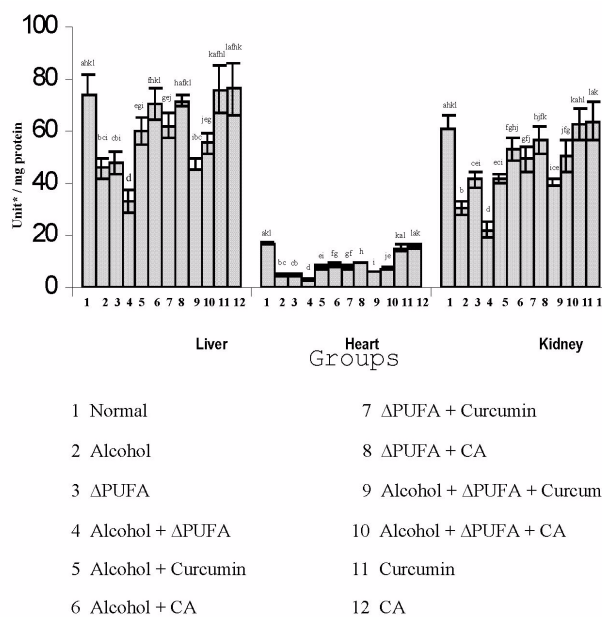 100
80
60
40
20
0
Unit* / mg protein
ahkl bci cbi d egi fhkl gej hafkl ibc jeg kafhl lafhk
akl bc cb d ei fg gf h i je kal lak
ahkl b cei d eci fghj gfj hjfk ice jfg kahl lak
1 2 3 4 5 6 7 8 9 10 11 12 1 2 3 4 5 6 7 8 9 10 11 12 1 2 3 4 5 6 7 8 9 10 11 1
Liver Heart Kidney
Groups
1 Normal
2 Alcohol
3 ΔPUFA
4 Alcohol + ΔPUFA
5 Alcohol + Curcumin
6 Alcohol + CA
7 ΔPUFA + Curcumin
8 ΔPUFA + CA
9 Alcohol + ΔPUFA + Curcum
10 Alcohol + ΔPUFA + CA
11 Curcumin
12 CA